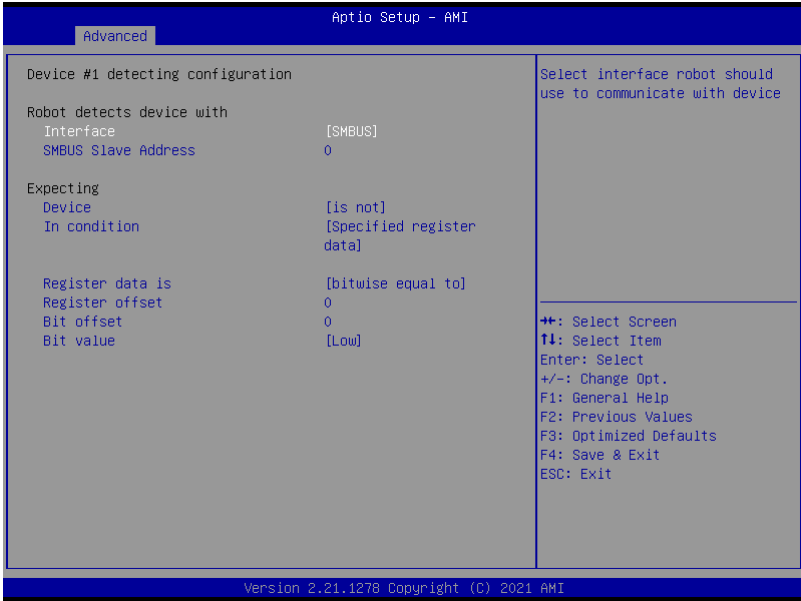 Aptio Setup - AMI
Advanced
Device #1 detecting configuration
Robot detects device with
Interface [SMBUS]
SMBUS Slave Address 0
Expecting
Device [is not]
In condition [Specified register
data]
Register data is [bitwise equal to]
Register offset 0
Bit offset 0
Bit value [Low]
Select interface robot should
use to communicate with device
→←: Select Screen
↑↓: Select Item
Enter: Select
+/-: Change Opt.
F1: General Help
F2: Previous Values
F3: Optimized Defaults
F4: Save & Exit
ESC: Exit
Version 2.21.1278 Copyright (C) 2021 AMI